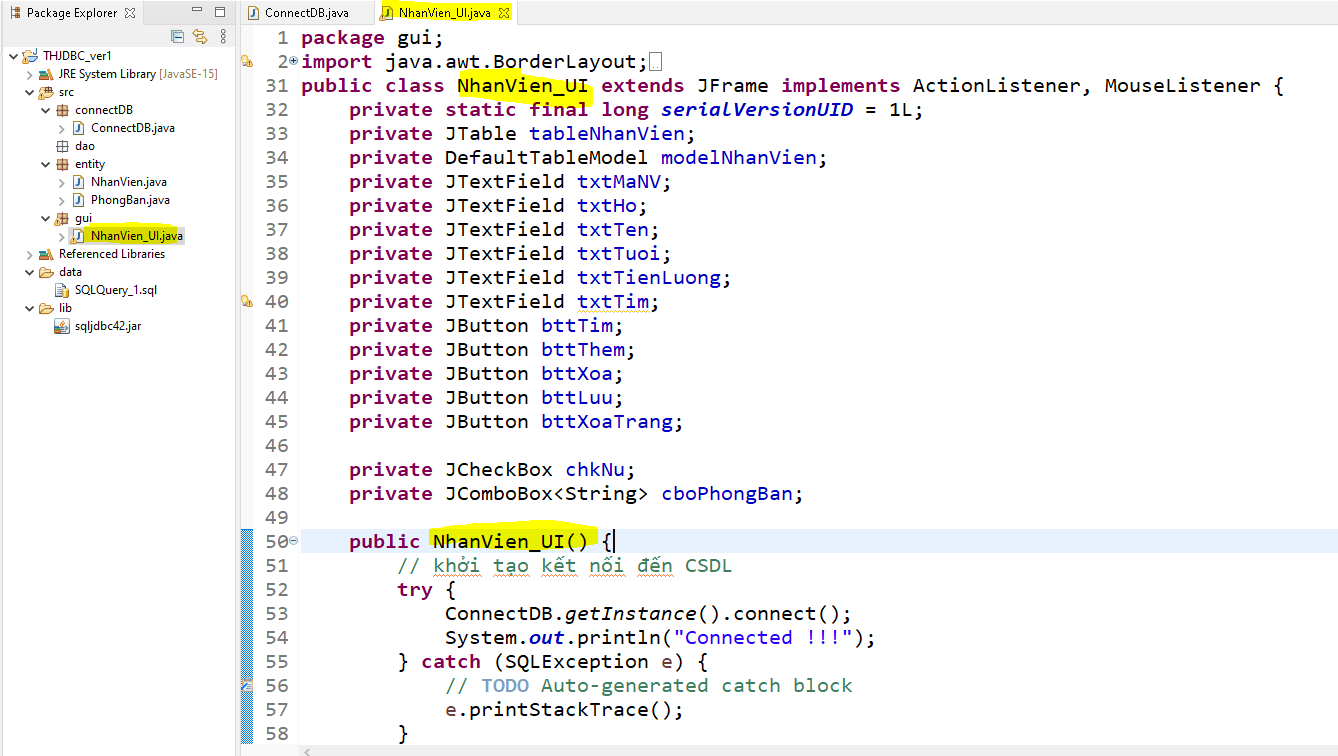 Package Explorer
THJDBC_ver1
JRE System Library [JavaSE-15]
src
connectDB
ConnectDB.java
dao
entity
NhanVien.java
PhongBan.java
gui
NhanVien_UI.java
Referenced Libraries
data
SQLQuery_1.sql
lib
sqljdbc42.jar
ConnectDB.java
NhanVien_UI.java
1 package gui;
2 import java.awt.BorderLayout;
31 public class NhanVien_UI extends JFrame implements ActionListener, MouseListener {
32 private static final long serialVersionUID = 1L;
33 private JTable tableNhanVien;
34 private DefaultTableModel modelNhanVien;
35 private JTextField txtMaNV;
36 private JTextField txtHo;
37 private JTextField txtTen;
38 private JTextField txtTuoi;
39 private JTextField txtTienLuong;
40 private JTextField txtTim;
41 private JButton bttTim;
42 private JButton bttThem;
43 private JButton bttXoa;
44 private JButton bttLuu;
45 private JButton bttXoaTrang;
46
47 private JCheckBox chkNu;
48 private JComboBox<String> cboPhongBan;
49
50 public NhanVien_UI() {
51 // khởi tạo kết nối đến CSDL
52 try {
53 ConnectDB.getInstance().connect();
54 System.out.println("Connected !!!");
55 } catch (SQLException e) {
56 // TODO Auto-generated catch block
57 e.printStackTrace();
58 }